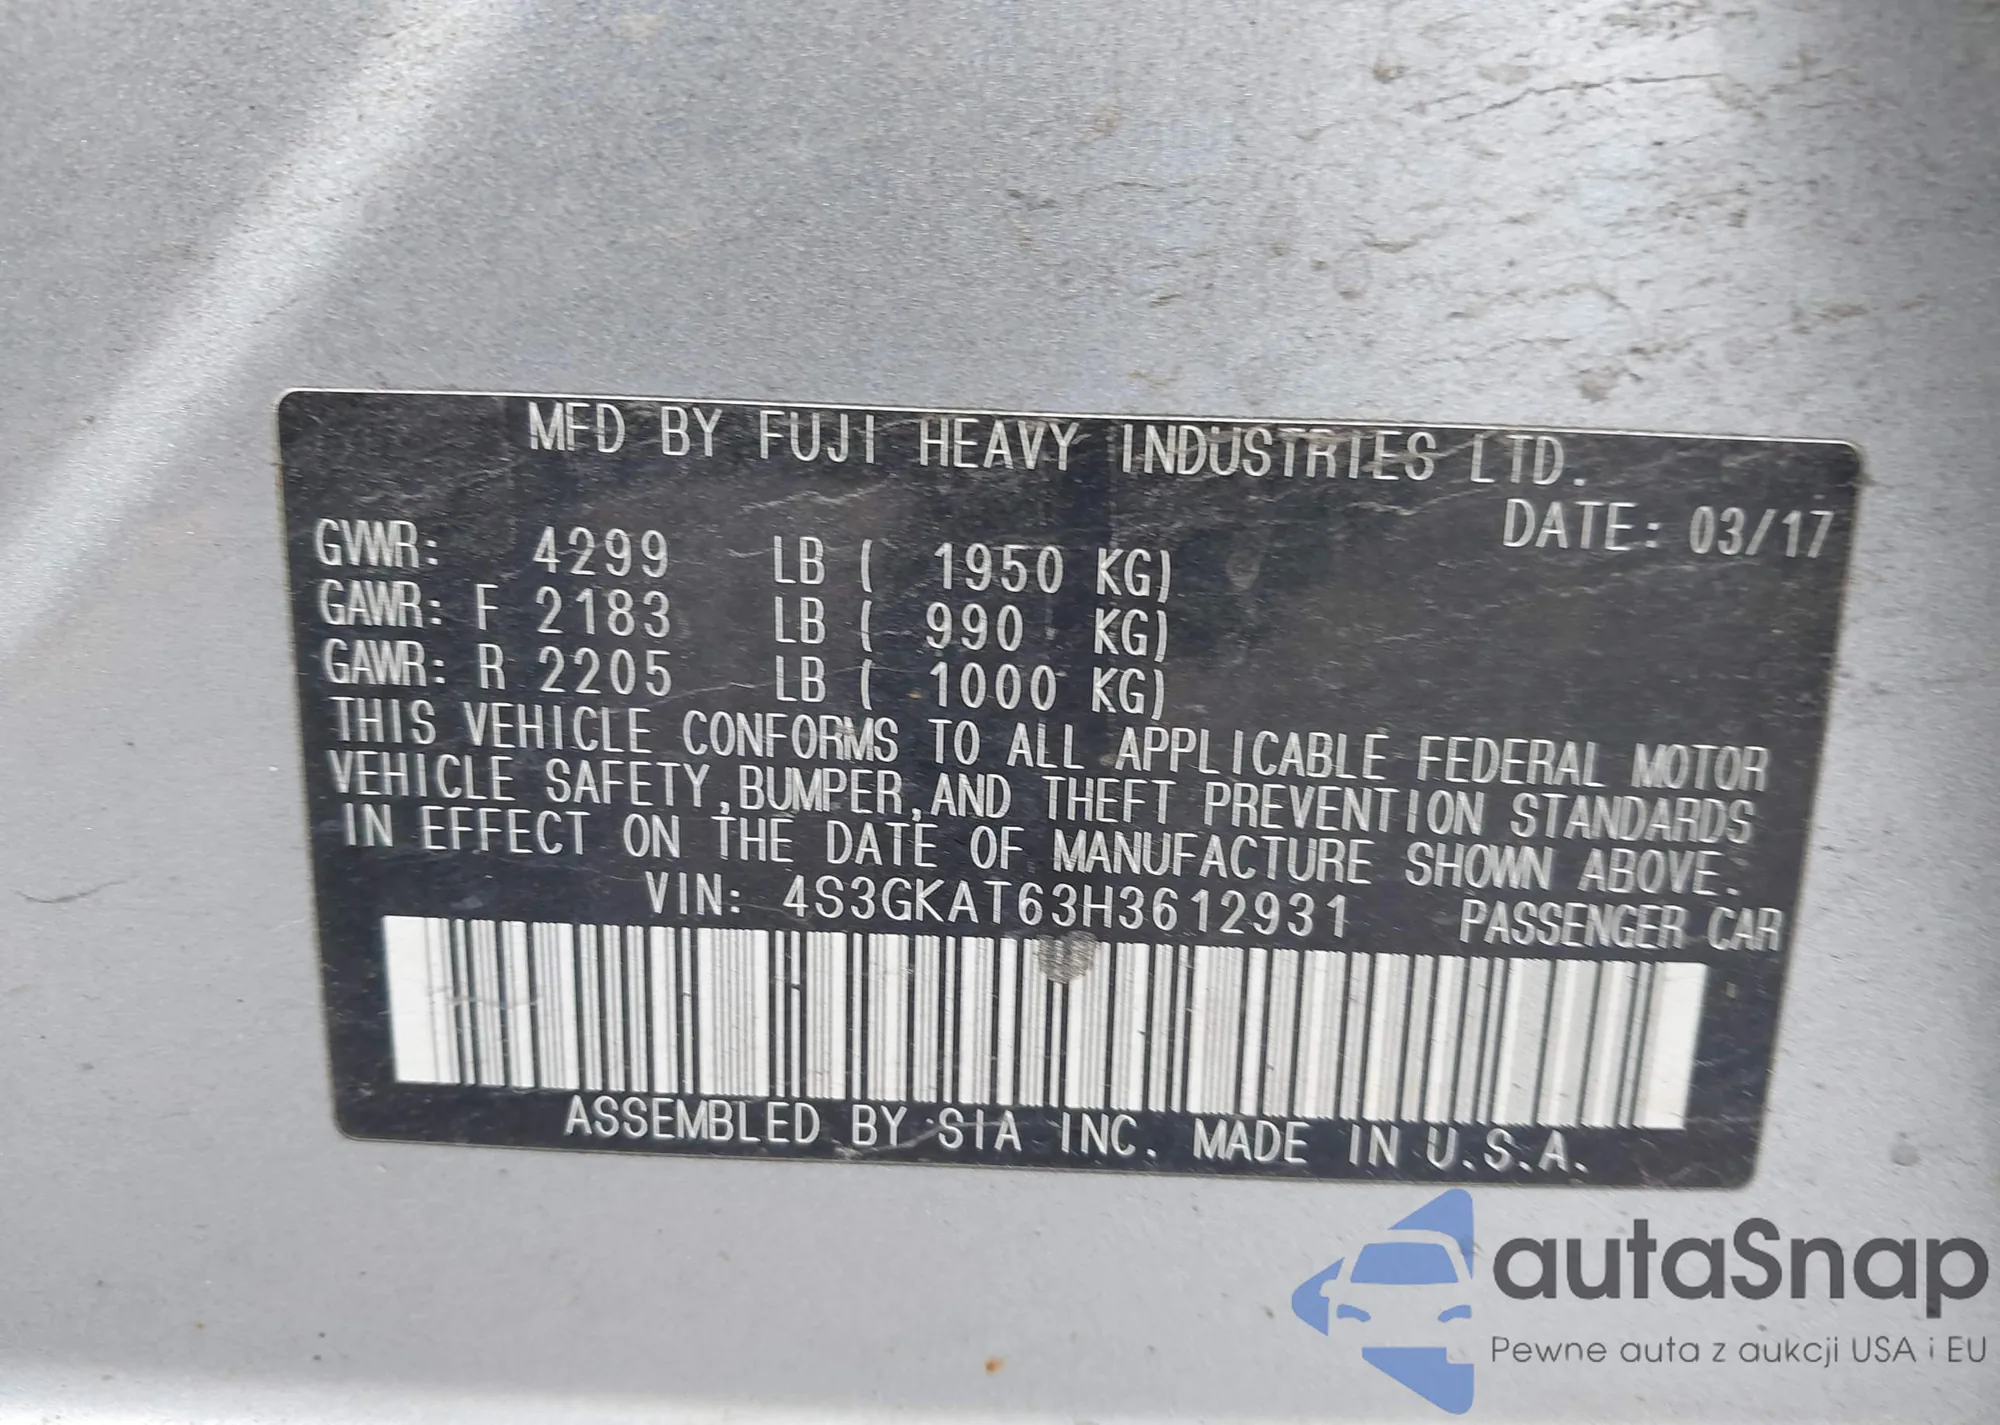 MFD BY FUJI HEAVY INDUSTRIES LTD.
DATE: 03/17
GVWR: 4299 LB ( 1950 KG)
GAWR: F 2183 LB ( 990 KG)
GAWR: R 2205 LB ( 1000 KG)
THIS VEHICLE CONFORMS TO ALL APPLICABLE FEDERAL MOTOR
VEHICLE SAFETY, BUMPER, AND THEFT PREVENTION STANDARDS
IN EFFECT ON THE DATE OF MANUFACTURE SHOWN ABOVE.
VIN: 4S3GKAT63H3612931 PASSENGER CAR
ASSEMBLED BY SIA INC. MADE IN U.S.A.
autaSnap
Pewne auta z aukcji USA i EU